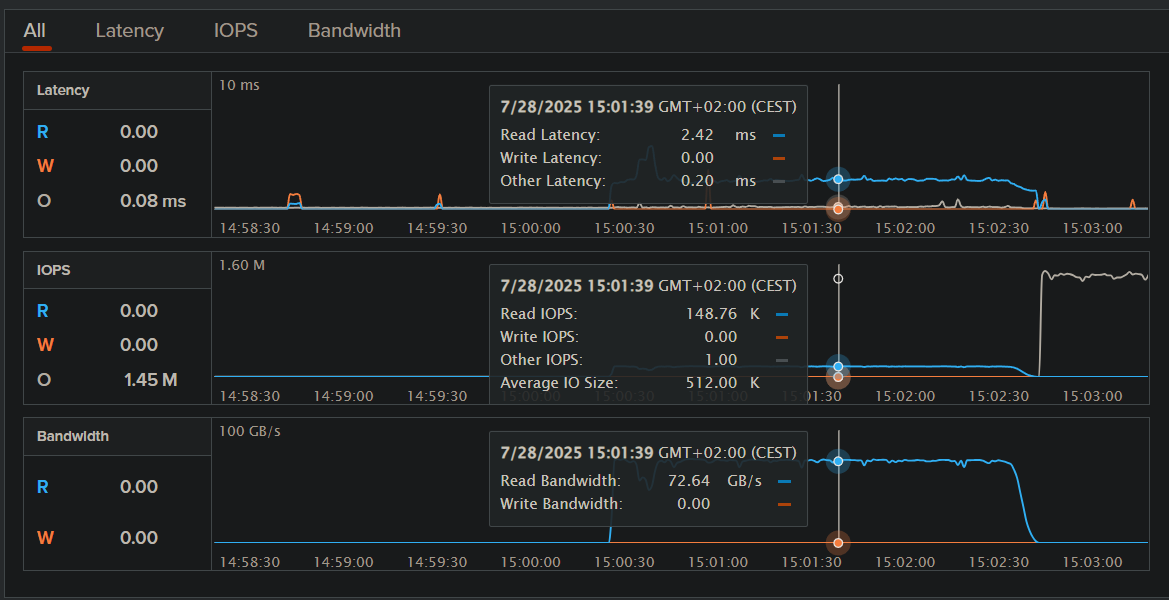 All Latency IOPS Bandwidth
Latency
R 0.00
W 0.00
O 0.08 ms
10 ms
7/28/2025 15:01:39 GMT+02:00 (CEST)
Read Latency: 2.42 ms
Write Latency: 0.00
Other Latency: 0.20 ms
14:58:30 14:59:00 14:59:30 15:00:00 15:00:30 15:01:00 15:01:30 15:02:00 15:02:30 15:03:00
IOPS
R 0.00
W 0.00
O 1.45 M
1.60 M
7/28/2025 15:01:39 GMT+02:00 (CEST)
Read IOPS: 148.76 K
Write IOPS: 0.00
Other IOPS: 1.00
Average IO Size: 512.00 K
14:58:30 14:59:00 14:59:30 15:00:00 15:00:30 15:01:00 15:01:30 15:02:00 15:02:30 15:03:00
Bandwidth
R 0.00
W 0.00
100 GB/s
7/28/2025 15:01:39 GMT+02:00 (CEST)
Read Bandwidth: 72.64 GB/s
Write Bandwidth: 0.00
14:58:30 14:59:00 14:59:30 15:00:00 15:00:30 15:01:00 15:01:30 15:02:00 15:02:30 15:03:00